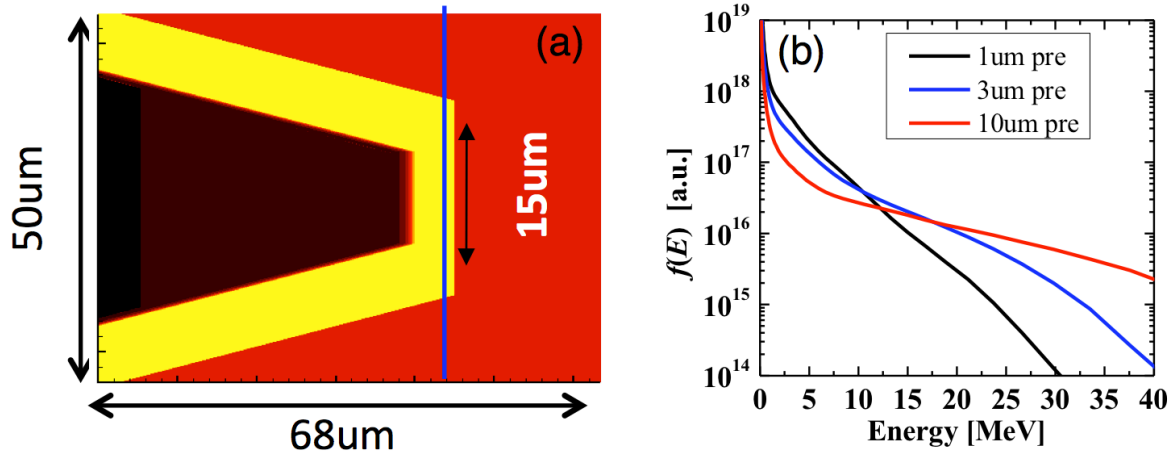 (a)
50um
15um
68um
(b)
1um pre
3um pre
10um pre
f(E) [a.u.]
10^19
10^18
10^17
10^16
10^15
10^14
0 5 10 15 20 25 30 35 40
Energy [MeV]